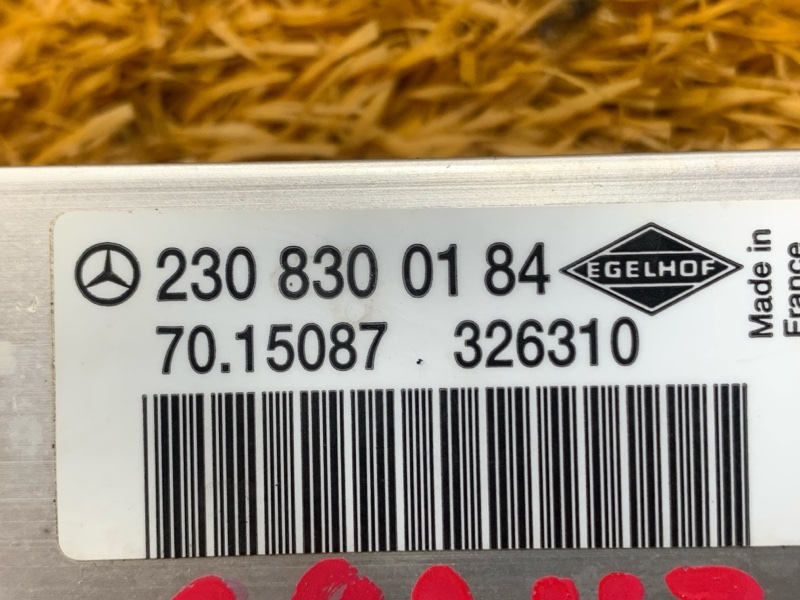 230 830 01 84 EGELHOF
70.15087 326310
Made in
France